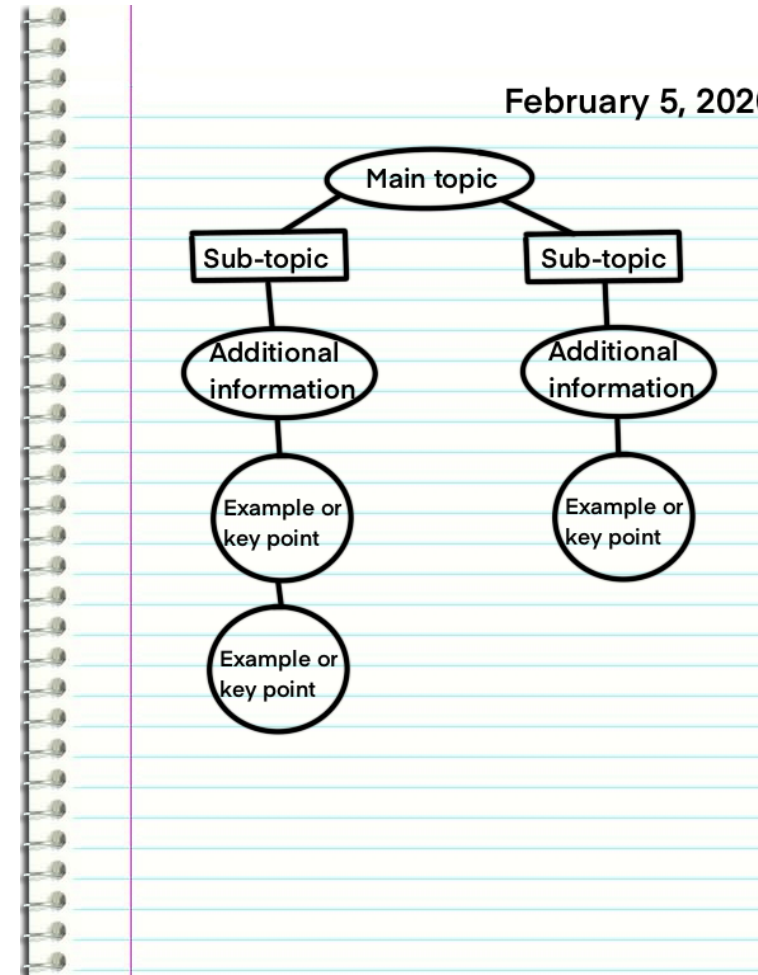 February 5, 202
Main topic
Sub-topic
Sub-topic
Additional
information
Additional
information
Example or
key point
Example or
key point
Example or
key point